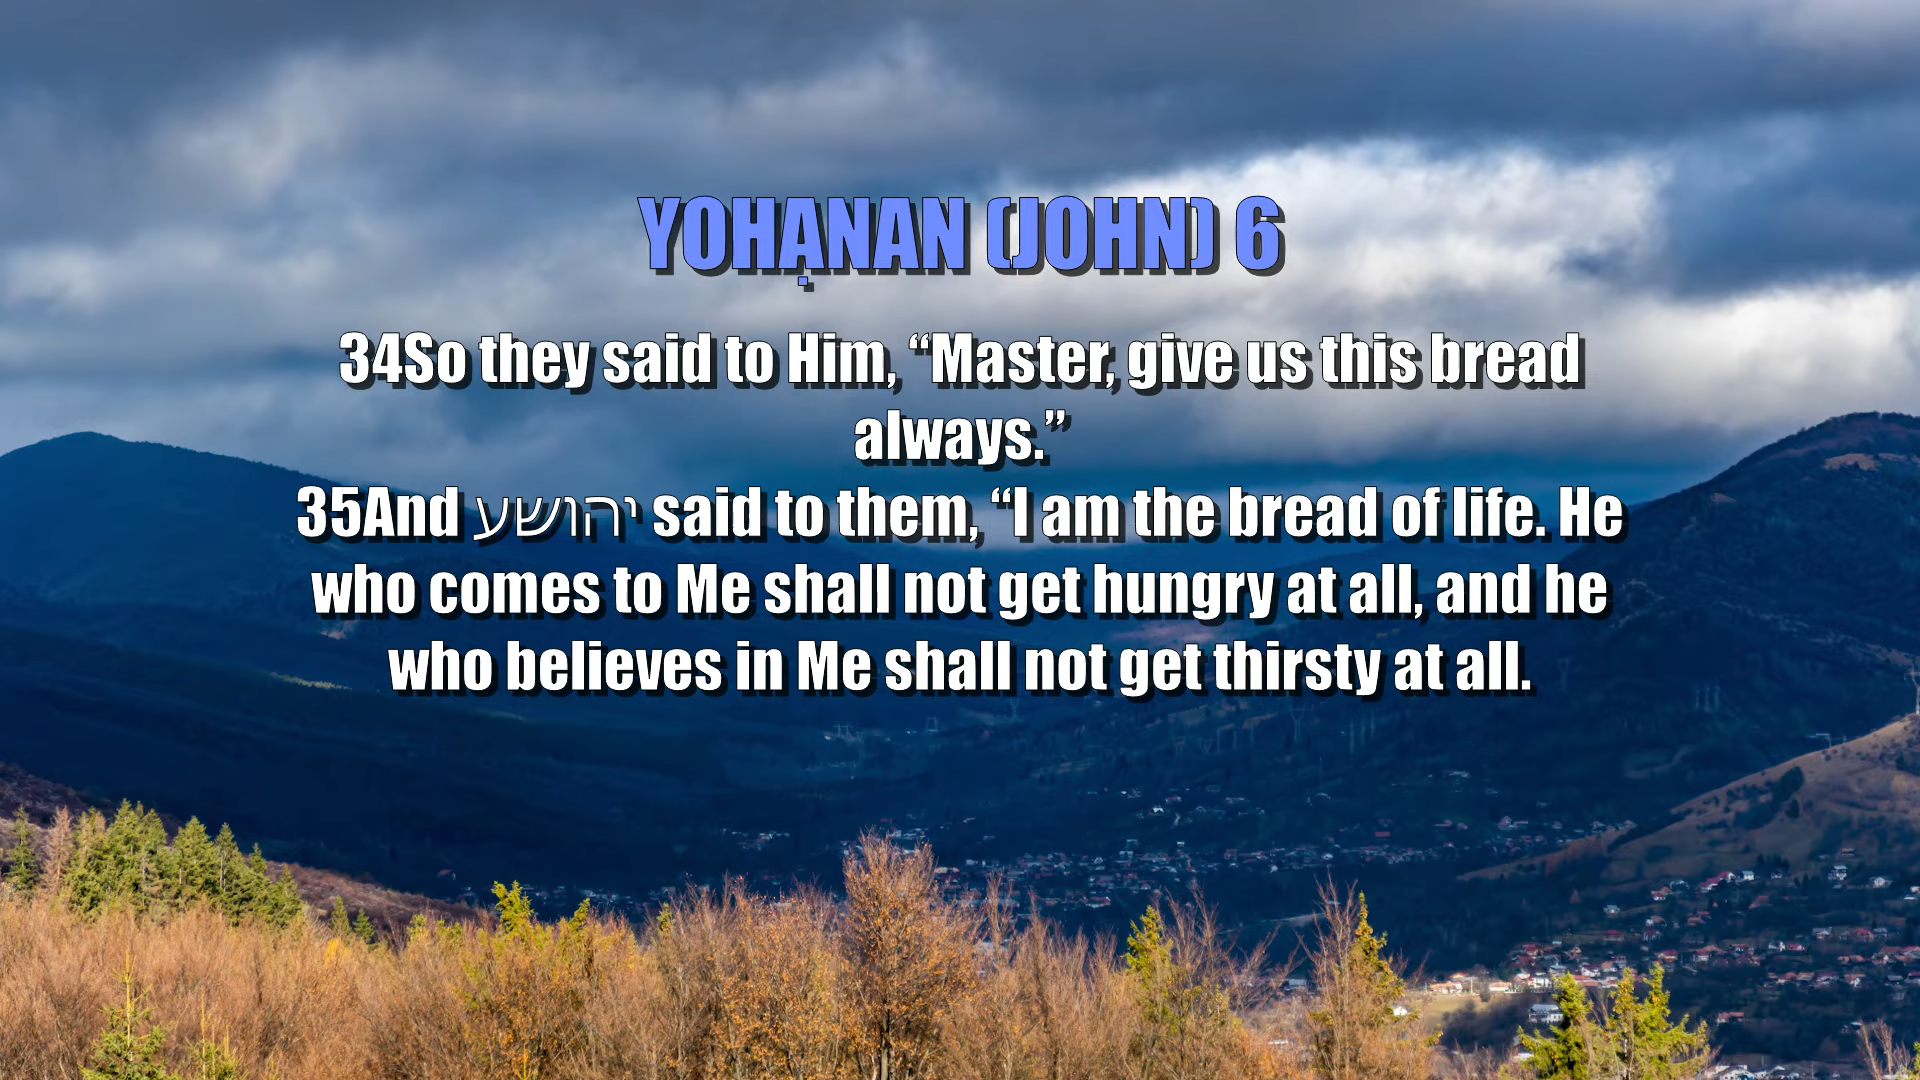 YOHẠNAN (JOHN) 6
34So they said to Him, “Master, give us this bread
always.”
35And יהושע said to them, “I am the bread of life. He
who comes to Me shall not get hungry at all, and he
who believes in Me shall not get thirsty at all.